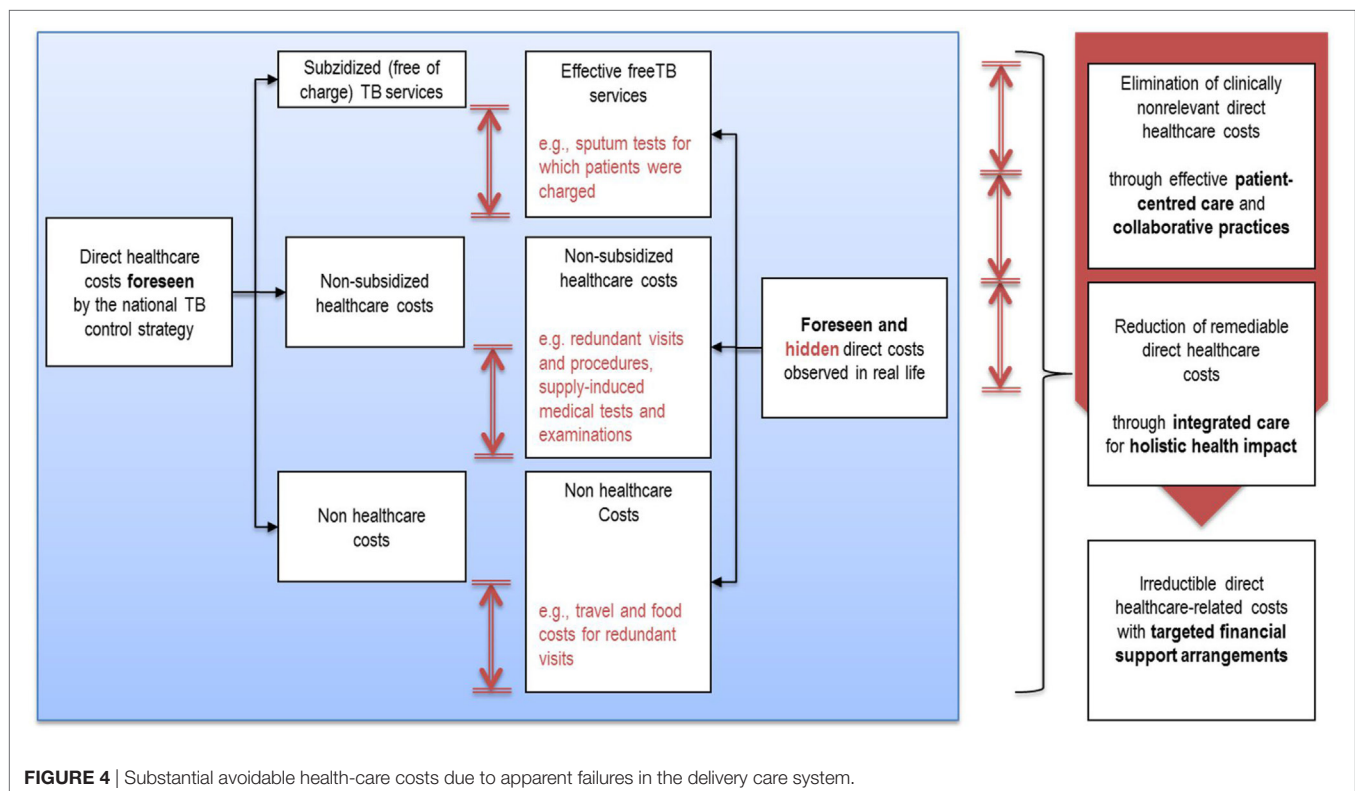 Direct healthcare
costs foreseen
by the national TB
control strategy
Subzidized (free of
charge) TB services
Non-subsidized
healthcare costs
Non healthcare
costs
Effective freeTB
services
e.g., sputum tests for
which patients were
charged
Non-subsidized
healthcare costs
e.g. redundant visits
and procedures,
supply-induced
medical tests and
examinations
Non healthcare
Costs
e.g., travel and food
costs for redundant
visits
Foreseen and
hidden direct costs
observed in real life
Elimination of clinically
nonrelevant direct
healthcare costs
through effective patient-
centred care and
collaborative practices
Reduction of remediable
direct healthcare
costs
through integrated care
for holistic health impact
Irreductible direct
healthcare-related costs
with targeted financial
support arrangements
FIGURE 4 | Substantial avoidable health-care costs due to apparent failures in the delivery care system.